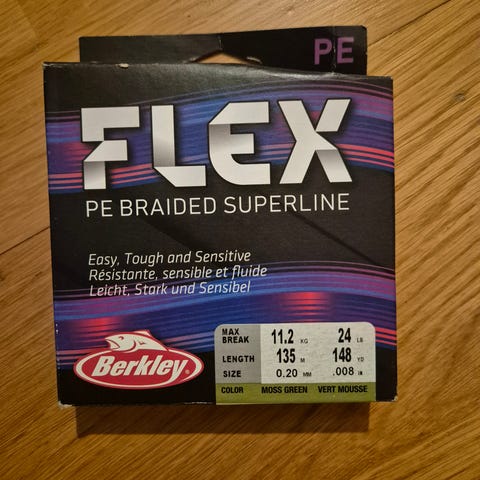 PE
FLEX
PE BRAIDED SUPERLINE
Easy, Tough and Sensitive
Résistante, sensible et fluide
Leicht, Stark und Sensibel
Berkley
MAX BREAK 11.2 KG 24 LB
LENGTH 135 M 148 YD
SIZE 0.20 MM .008 IN
COLOR MOSS GREEN VERT MOUSSE